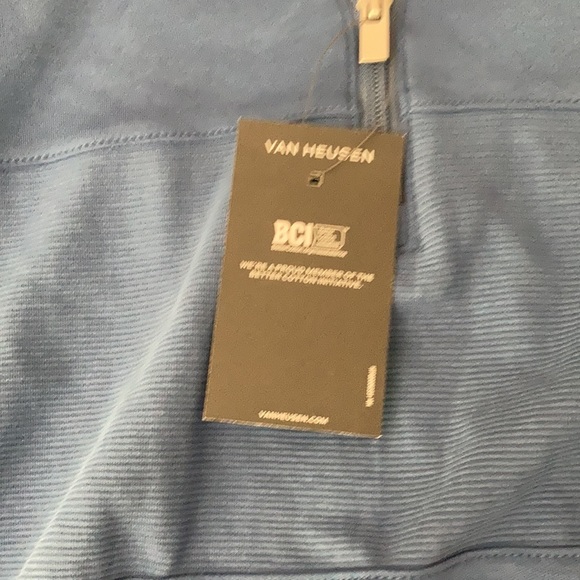 VAN HEUSEN
BCI
WE'RE A PROUD MEMBER OF THE
BETTER COTTON INITIATIVE.
VANHEUSEN.COM